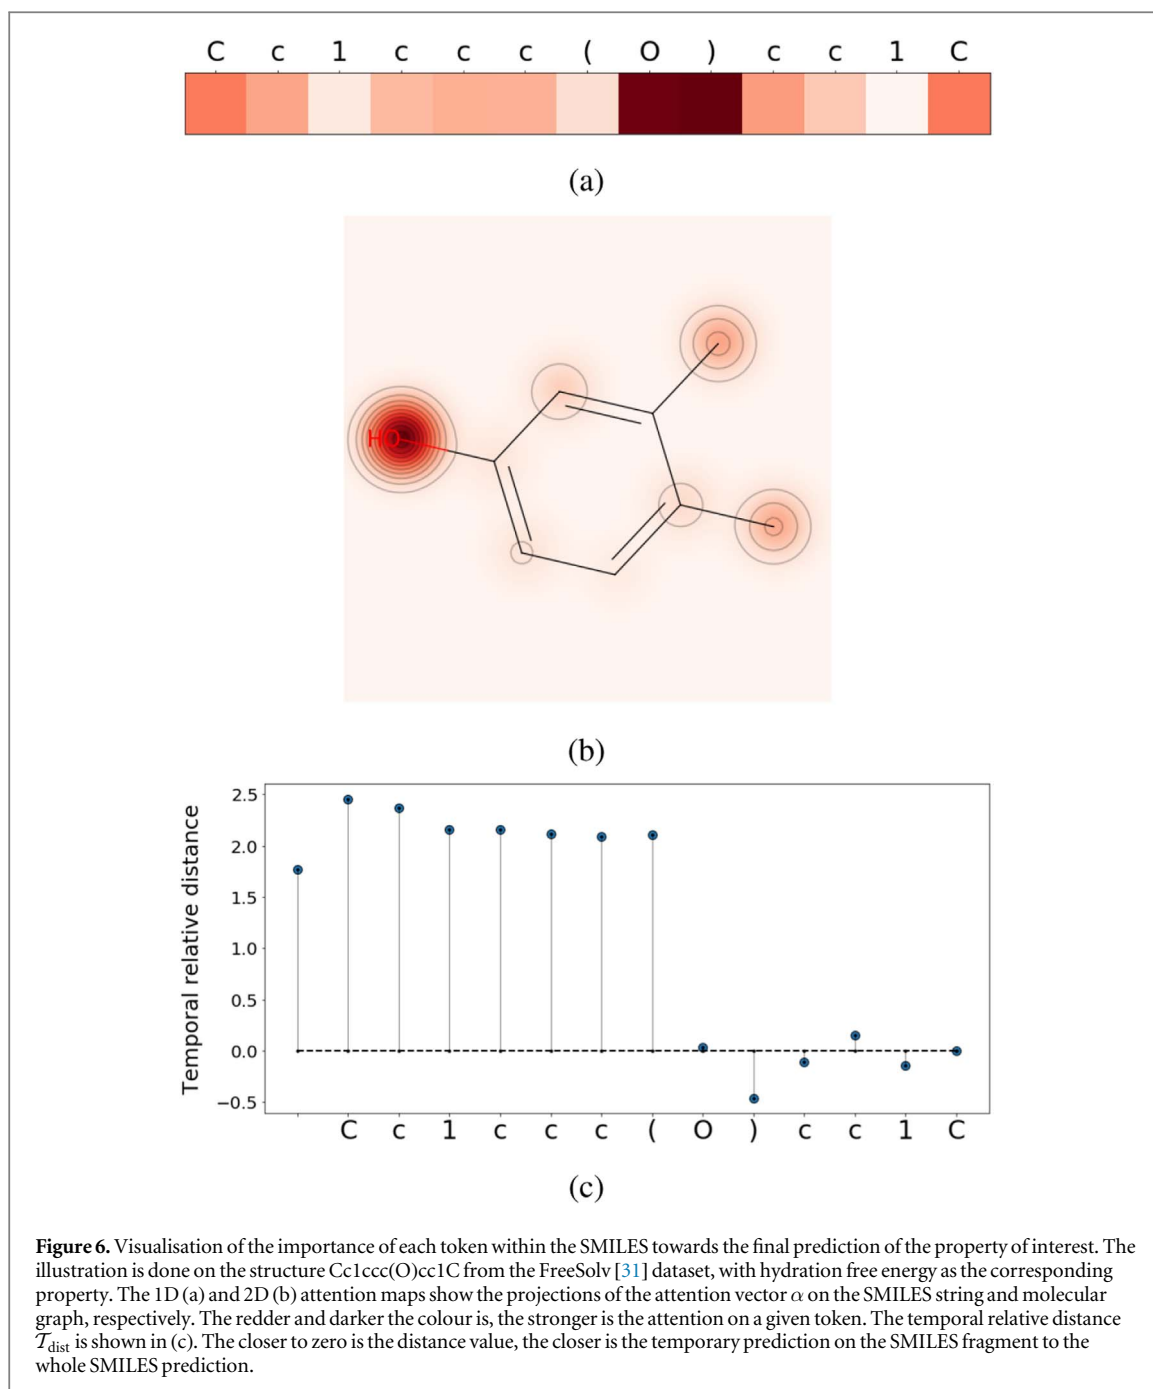 C c 1 c c c ( O ) c c 1 C
(a)
HO
(b)
Temporal relative distance
2.5
2.0
1.5
1.0
0.5
0.0
−0.5
C c 1 c c c ( O ) c c 1 C
(c)
Figure 6. Visualisation of the importance of each token within the SMILES towards the final prediction of the property of interest. The
illustration is done on the structure Cc1ccc(O)cc1C from the FreeSolv [31] dataset, with hydration free energy as the corresponding
property. The 1D (a) and 2D (b) attention maps show the projections of the attention vector α on the SMILES string and molecular
graph, respectively. The redder and darker the colour is, the stronger is the attention on a given token. The temporal relative distance
𝒯dist is shown in (c). The closer to zero is the distance value, the closer is the temporary prediction on the SMILES fragment to the
whole SMILES prediction.